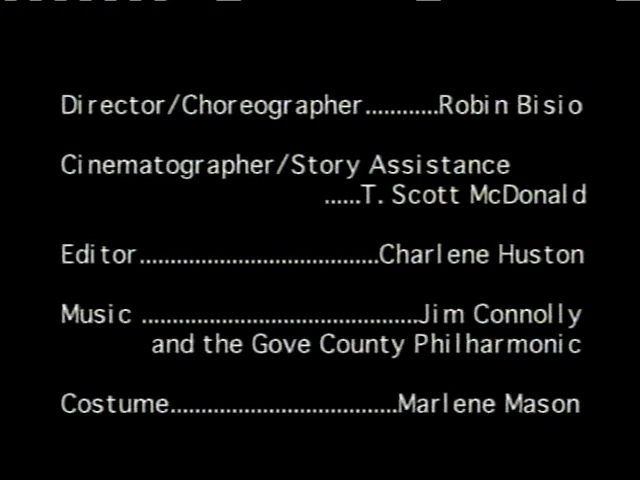 Director/Choreographer............Robin Bisio
Cinematographer/Story Assistance
......T. Scott McDonald
Editor.......................................Charlene Huston
Music .............................................Jim Connolly
and the Gove County Philharmonic
Costume.....................................Marlene Mason